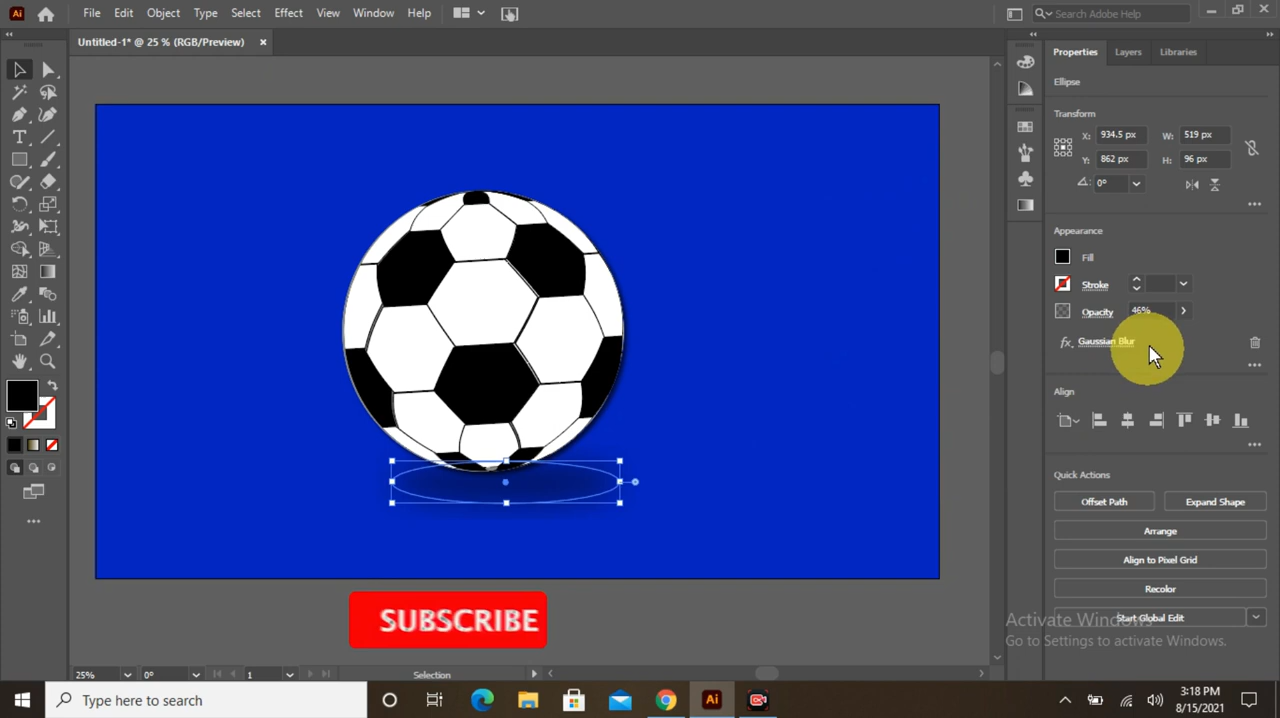 Ai File Edit Object Type Select Effect View Window Help Search Adobe Help
Untitled-1* @ 25 % (RGB/Preview)
Properties Layers Libraries
Ellipse
Transform
X: 934.5 px W: 519 px
Y: 862 px H: 96 px
0°
Appearance
Fill
Stroke
Opacity 46%
fx Gaussian Blur
Align
Quick Actions
Offset Path Expand Shape
Arrange
Align to Pixel Grid
Recolor
Start Global Edit
Activate Windows
Go to Settings to activate Windows.
SUBSCRIBE
25% 0° 1 Selection
Type here to search
Ai
3:18 PM
8/15/2021